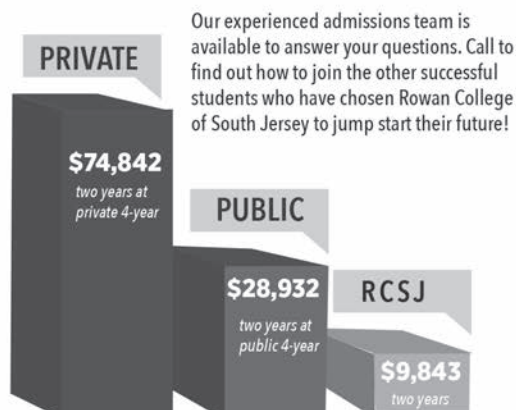 Our experienced admissions team is
available to answer your questions. Call to
find out how to join the other successful
students who have chosen Rowan College
of South Jersey to jump start their future!
PRIVATE
$74,842
two years at
private 4-year
PUBLIC
$28,932
two years at
public 4-year
RCSJ
$9,843
two years